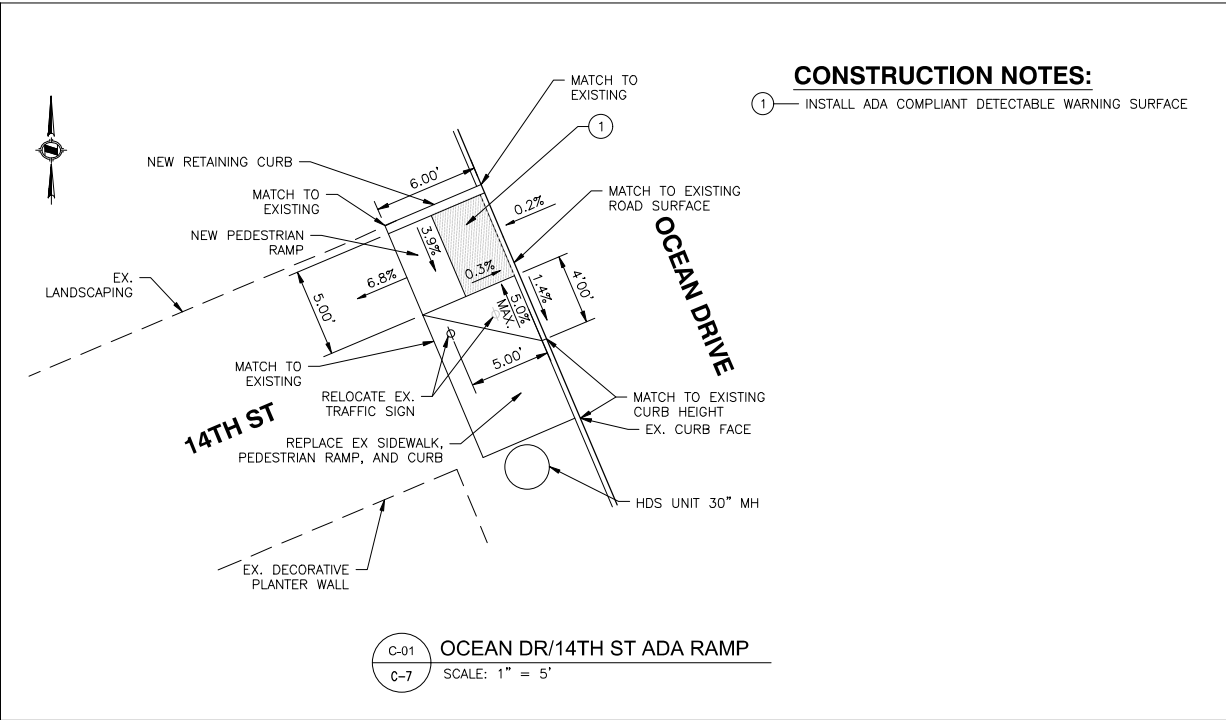 CONSTRUCTION NOTES:
1 INSTALL ADA COMPLIANT DETECTABLE WARNING SURFACE
MATCH TO
EXISTING
1
NEW RETAINING CURB
6.00'
MATCH TO
EXISTING
MATCH TO EXISTING
ROAD SURFACE
0.2%
NEW PEDESTRIAN
RAMP
3.9%
OCEAN DRIVE
EX.
LANDSCAPING
6.8%
0.3%
1.4%
4'00'
5.00'
5.0%
MAX.
MATCH TO
EXISTING
5.00'
RELOCATE EX.
TRAFFIC SIGN
MATCH TO EXISTING
CURB HEIGHT
14TH ST
EX. CURB FACE
REPLACE EX SIDEWALK,
PEDESTRIAN RAMP, AND CURB
HDS UNIT 30" MH
EX. DECORATIVE
PLANTER WALL
C-01
C-7
OCEAN DR/14TH ST ADA RAMP
SCALE: 1" = 5'